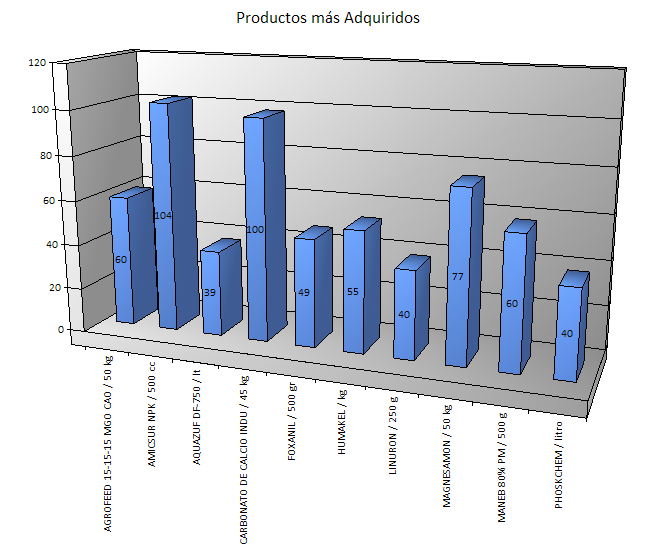 Productos más Adquiridos
120
100
80
60
40
20
0
60
104
39
100
49
55
40
77
60
40
AGROFEED 15-15-15 MGO CAO / 50 kg
AMICSUR NPK / 500 cc
AQUAZUF DF-750 / lt
CARBONATO DE CALCIO INDU / 45 kg
FOXANIL / 500 gr
HUMAKEL / kg
LINURON / 250 g
MAGNESAMON / 50 kg
MANEB 80% PM / 500 g
PHOSKCHEM / litro